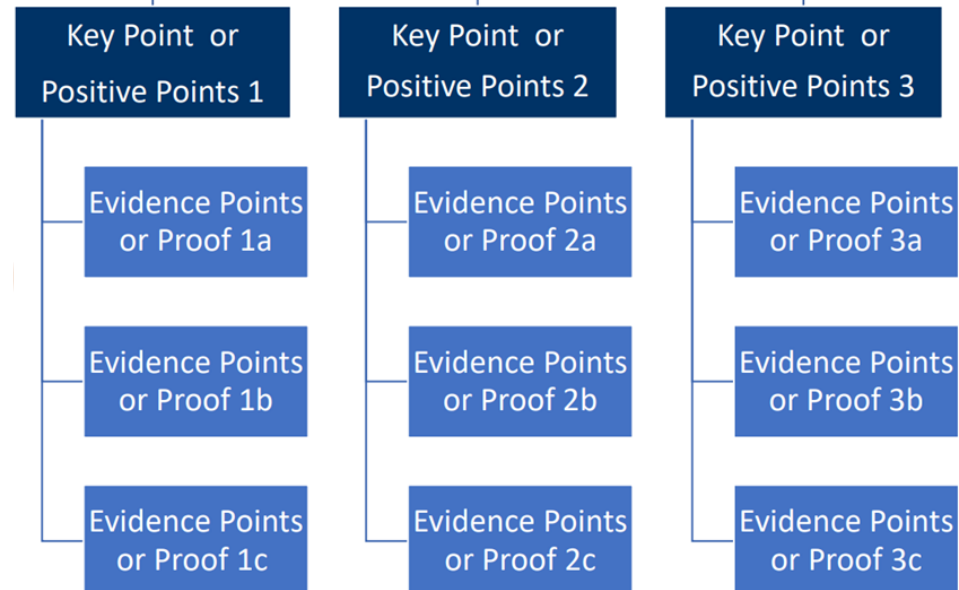 Key Point or
Positive Points 1
Evidence Points
or Proof 1a
Evidence Points
or Proof 1b
Evidence Points
or Proof 1c
Key Point or
Positive Points 2
Evidence Points
or Proof 2a
Evidence Points
or Proof 2b
Evidence Points
or Proof 2c
Key Point or
Positive Points 3
Evidence Points
or Proof 3a
Evidence Points
or Proof 3b
Evidence Points
or Proof 3c